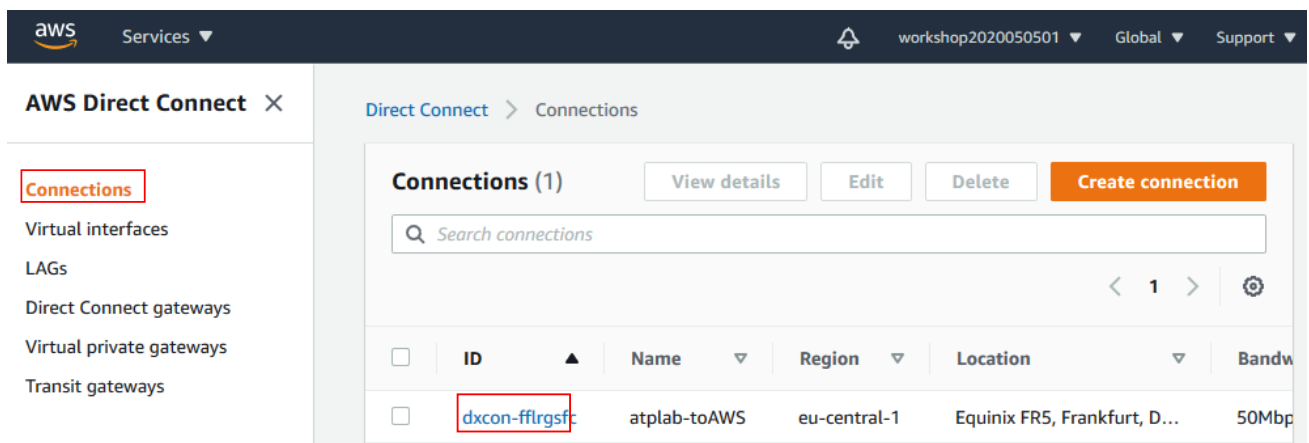 aws Services ▼ workshop2020050501 ▼ Global ▼ Support ▼
AWS Direct Connect ×
Connections
Virtual interfaces
LAGs
Direct Connect gateways
Virtual private gateways
Transit gateways
Direct Connect > Connections
Connections (1) View details Edit Delete Create connection
Search connections
< 1 >
ID ▲ Name ▽ Region ▽ Location ▽ Bandw
dxcon-fflrgsfc atplab-toAWS eu-central-1 Equinix FR5, Frankfurt, D... 50Mbp